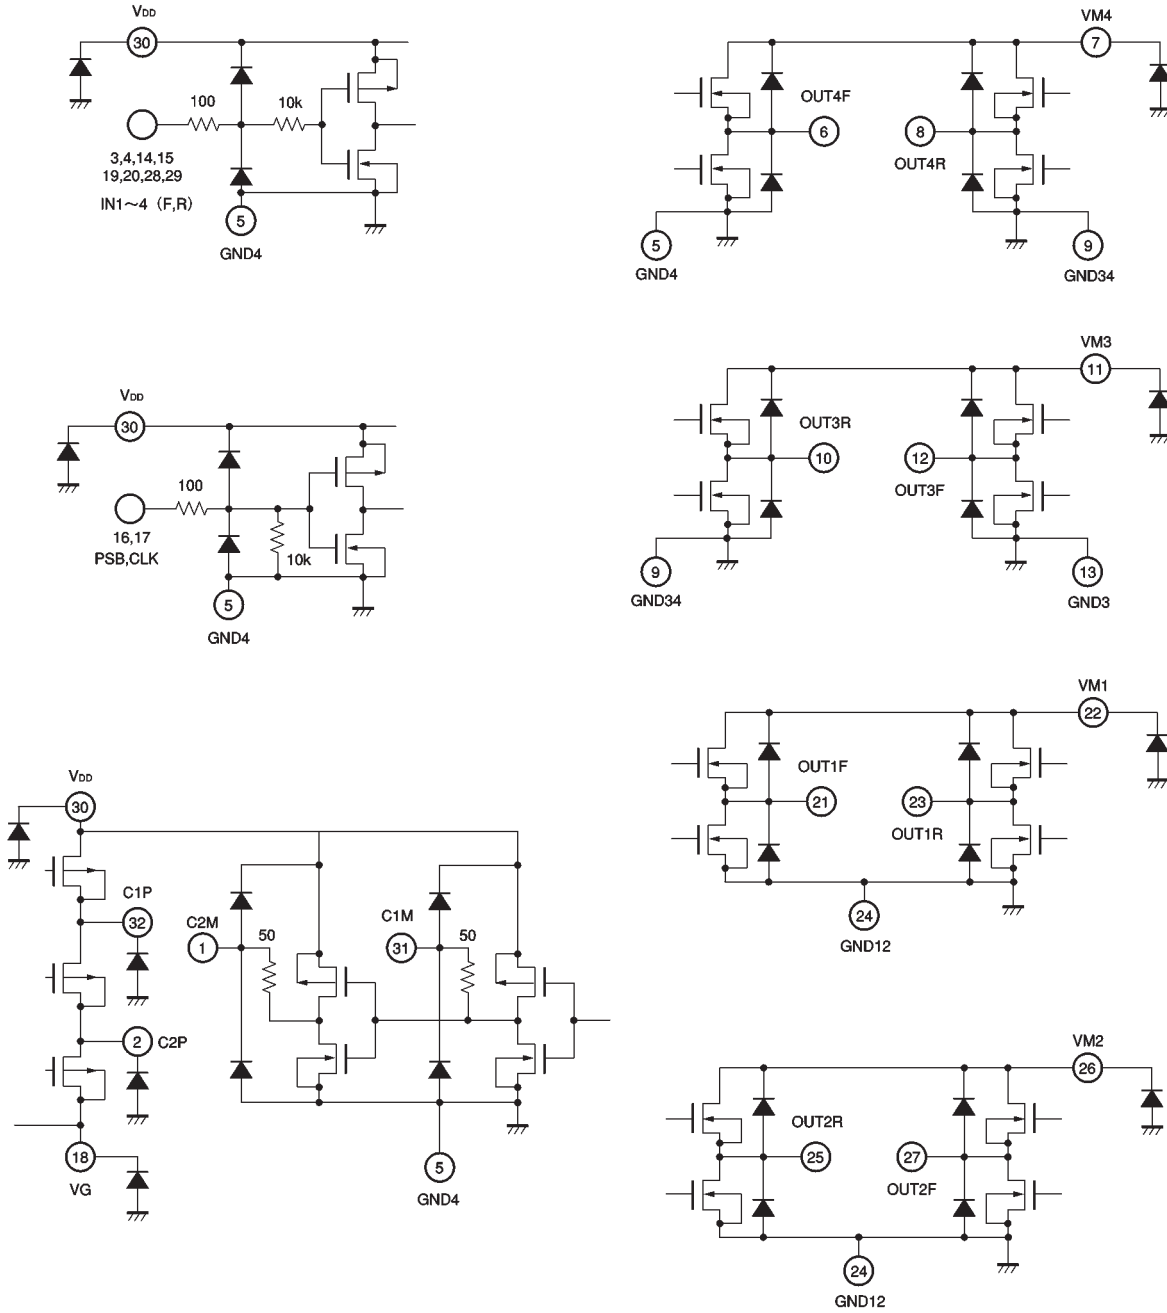 VDD
30
100
10k
3,4,14,15
19,20,28,29
IN1～4 (F,R)
5
GND4
VDD
30
100
16,17
PSB,CLK
10k
5
GND4
VDD
30
C1P
32
2
C2P
18
VG
C2M
1
50
C1M
31
50
5
GND4
VM4
7
OUT4F
6
8
OUT4R
5
GND4
9
GND34
VM3
11
OUT3R
10
12
OUT3F
9
GND34
13
GND3
VM1
22
OUT1F
21
23
OUT1R
24
GND12
VM2
26
OUT2R
25
27
OUT2F
24
GND12